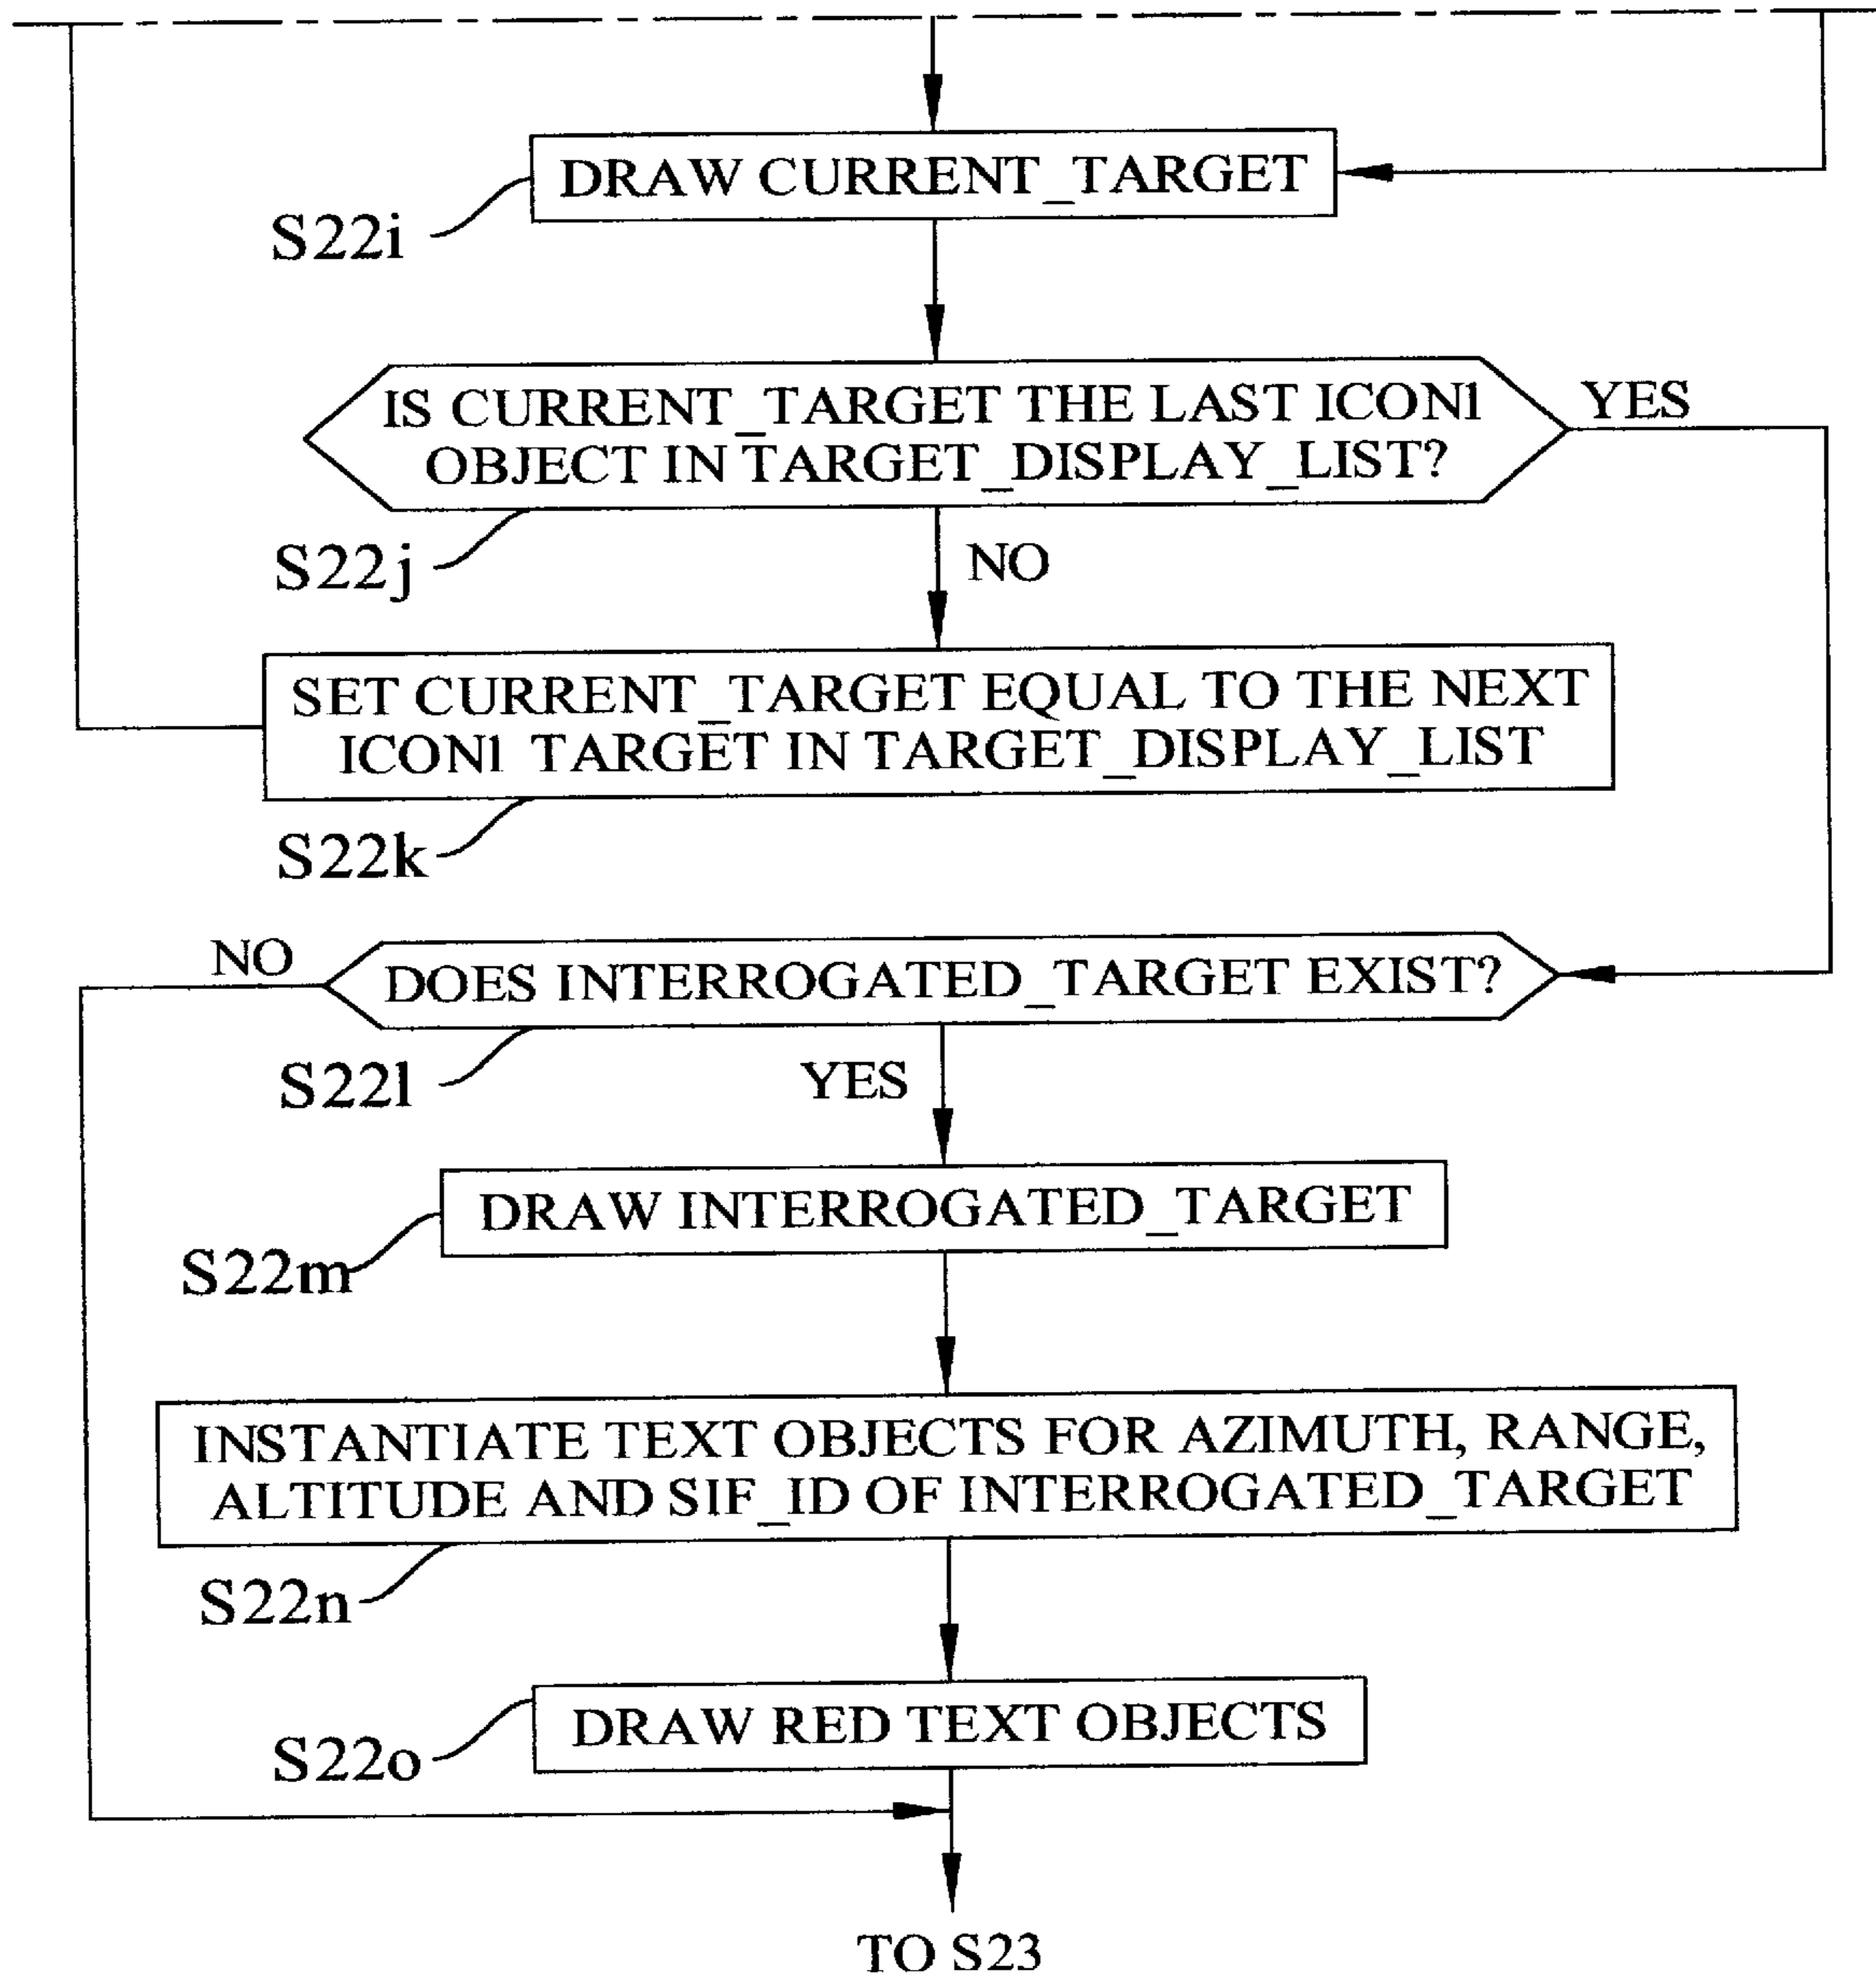 DRAW CURRENT_TARGET
S22i
IS CURRENT_TARGET THE LAST ICON1
OBJECT IN TARGET_DISPLAY_LIST?
YES
S22j
NO
SET CURRENT_TARGET EQUAL TO THE NEXT
ICON1 TARGET IN TARGET_DISPLAY_LIST
S22k
NO
DOES INTERROGATED_TARGET EXIST?
S22l
YES
DRAW INTERROGATED_TARGET
S22m
INSTANTIATE TEXT OBJECTS FOR AZIMUTH, RANGE,
ALTITUDE AND SIF_ID OF INTERROGATED_TARGET
S22n
DRAW RED TEXT OBJECTS
S22o
TO S23